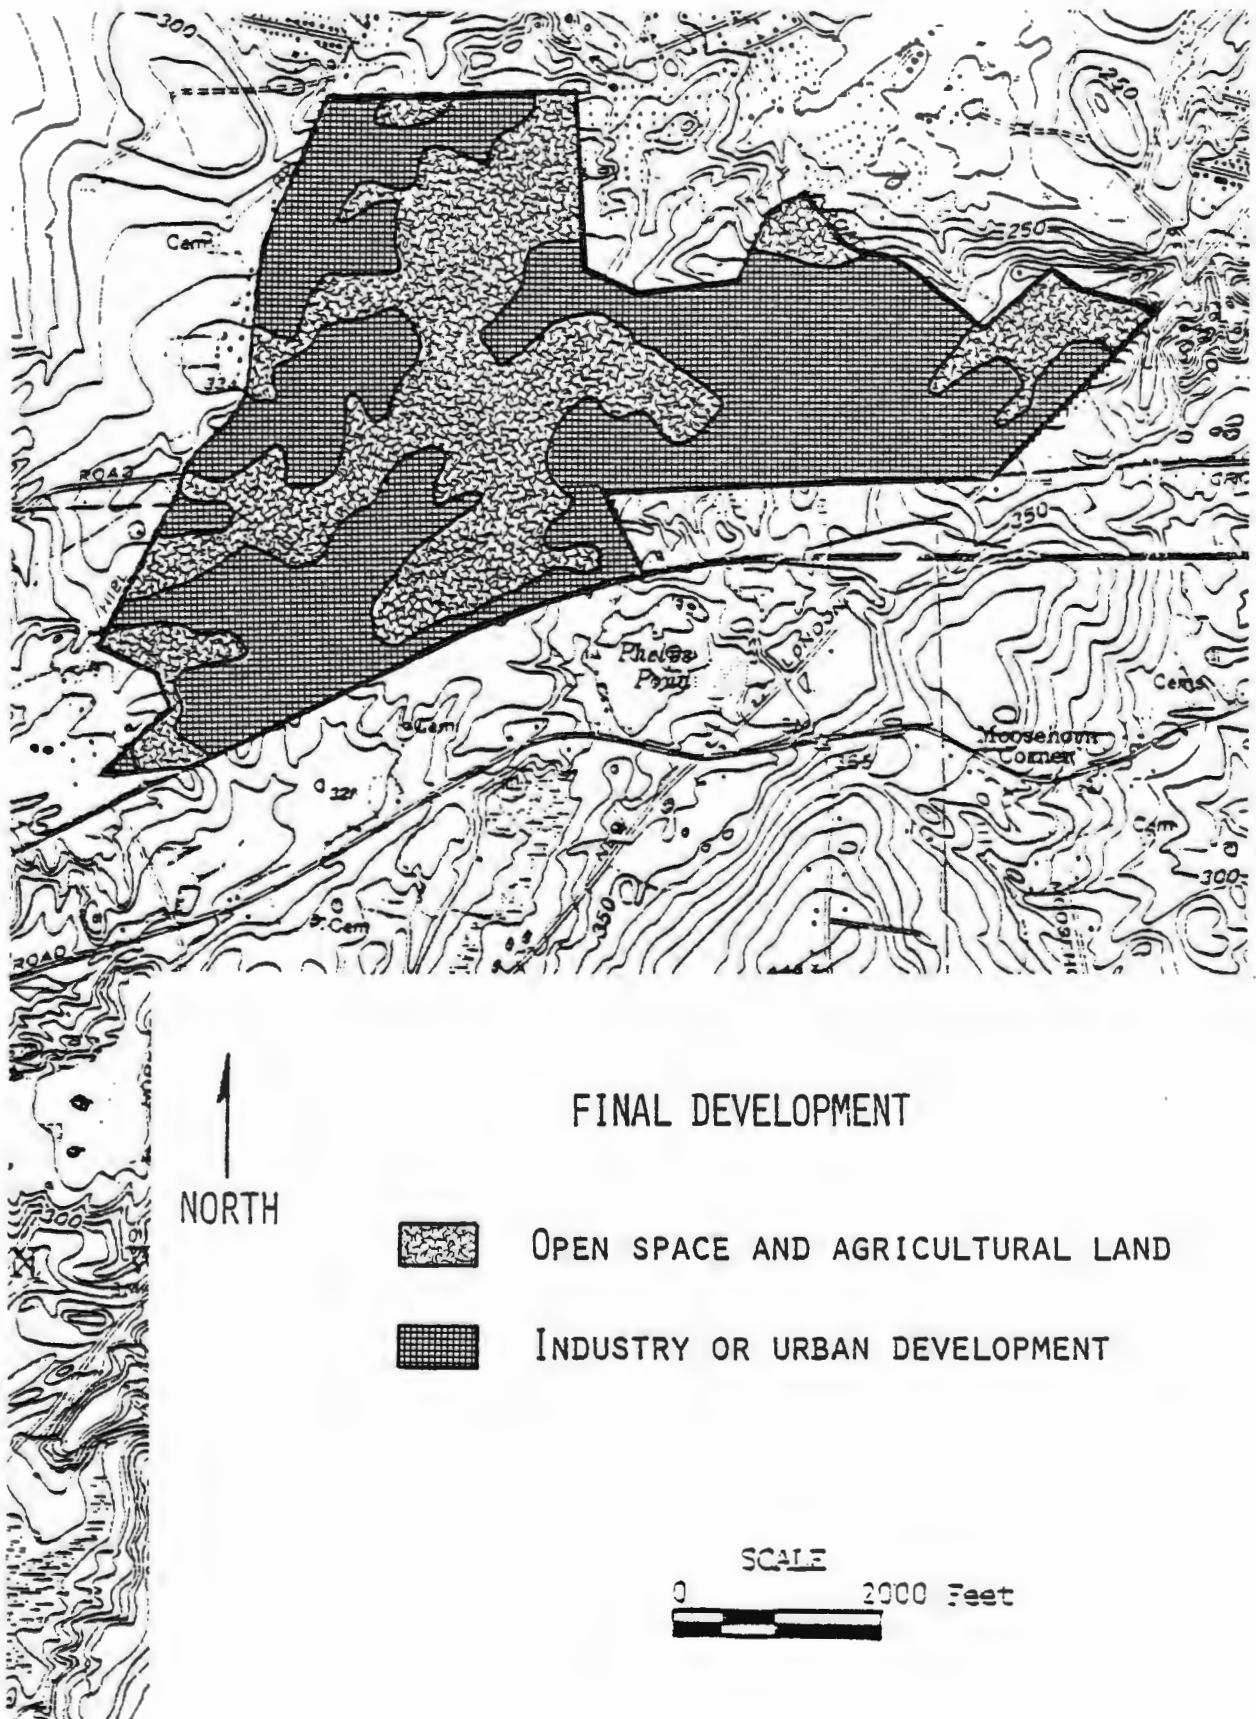 300
250
Cem
250
ROAD
350
Phelps
Pond
Cems
Cem
Moosehorn
Corner
Cem
300
350
Cem
ROAD
FINAL DEVELOPMENT
NORTH
300
OPEN SPACE AND AGRICULTURAL LAND
INDUSTRY OR URBAN DEVELOPMENT
SCALE
0 2000 Feet